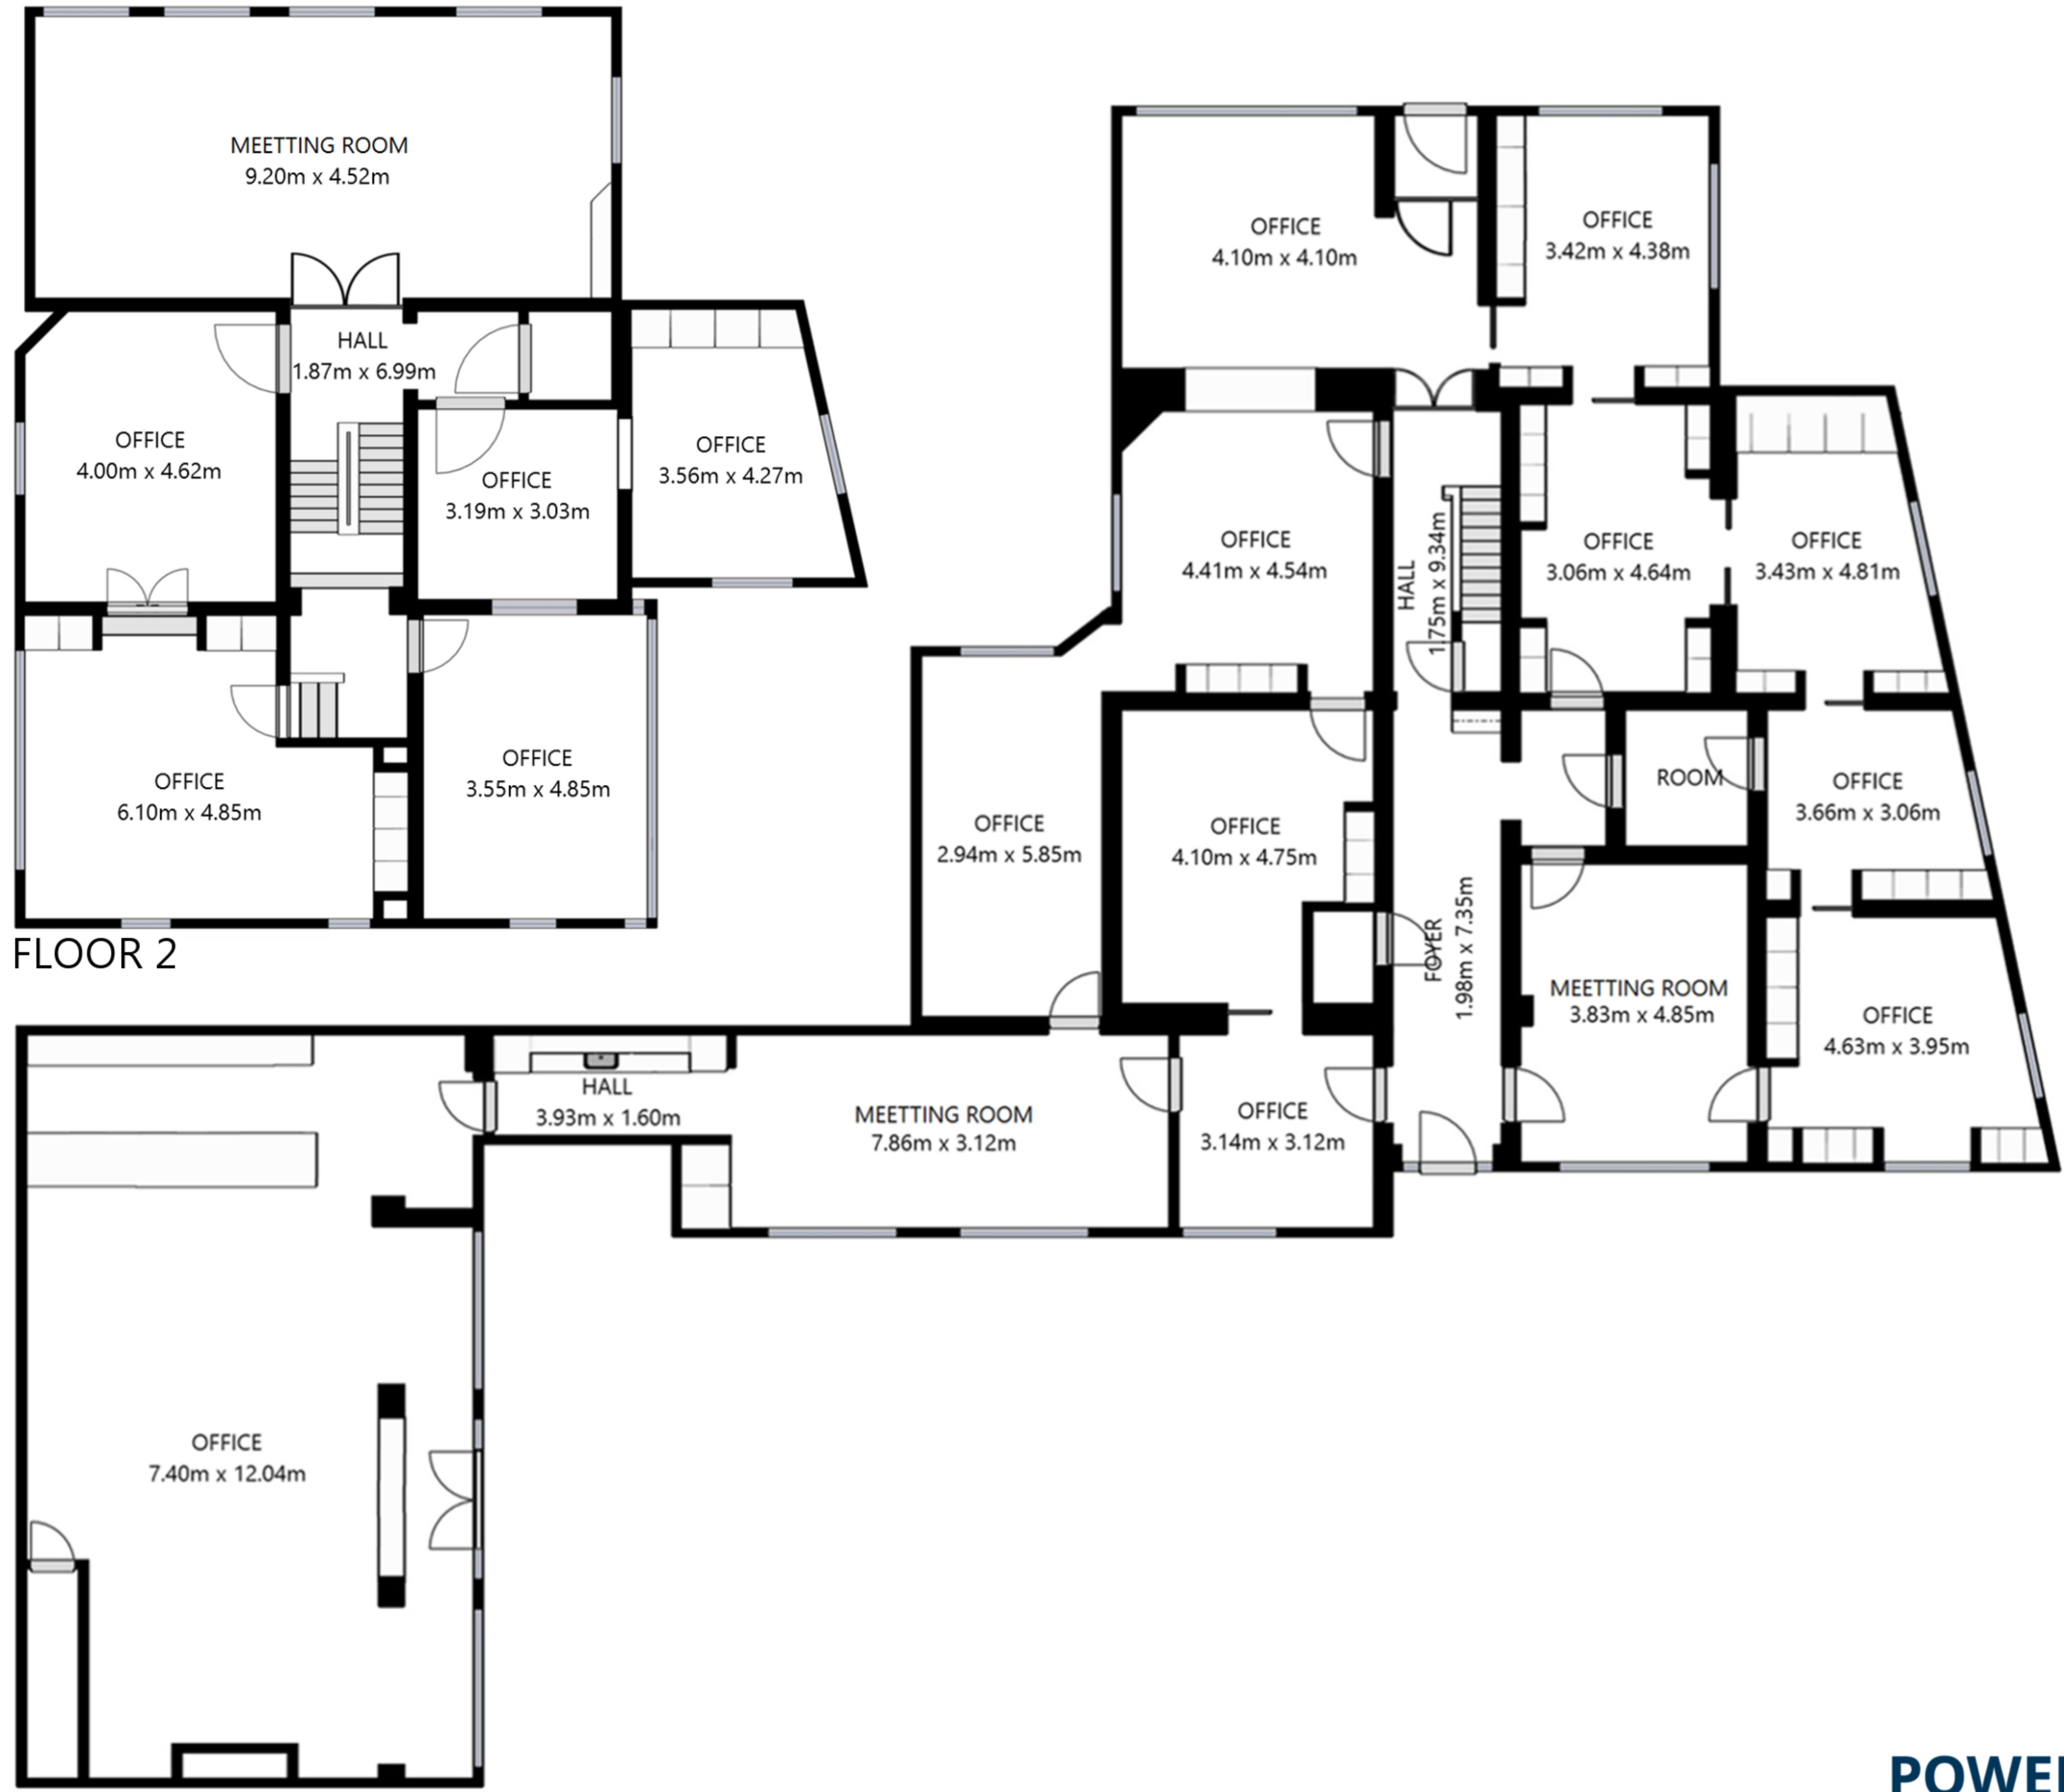 MEETTING ROOM
9.20m x 4.52m
HALL
1.87m x 6.99m
OFFICE
4.00m x 4.62m
OFFICE
3.19m x 3.03m
OFFICE
3.56m x 4.27m
OFFICE
6.10m x 4.85m
OFFICE
3.55m x 4.85m
FLOOR 2
OFFICE
4.10m x 4.10m
OFFICE
3.42m x 4.38m
OFFICE
4.41m x 4.54m
HALL
1.75m x 9.34m
OFFICE
3.06m x 4.64m
OFFICE
3.43m x 4.81m
OFFICE
2.94m x 5.85m
OFFICE
4.10m x 4.75m
ROOM
OFFICE
3.66m x 3.06m
FOYER
1.98m x 7.35m
MEETTING ROOM
3.83m x 4.85m
OFFICE
4.63m x 3.95m
HALL
3.93m x 1.60m
MEETTING ROOM
7.86m x 3.12m
OFFICE
3.14m x 3.12m
OFFICE
7.40m x 12.04m
POWE